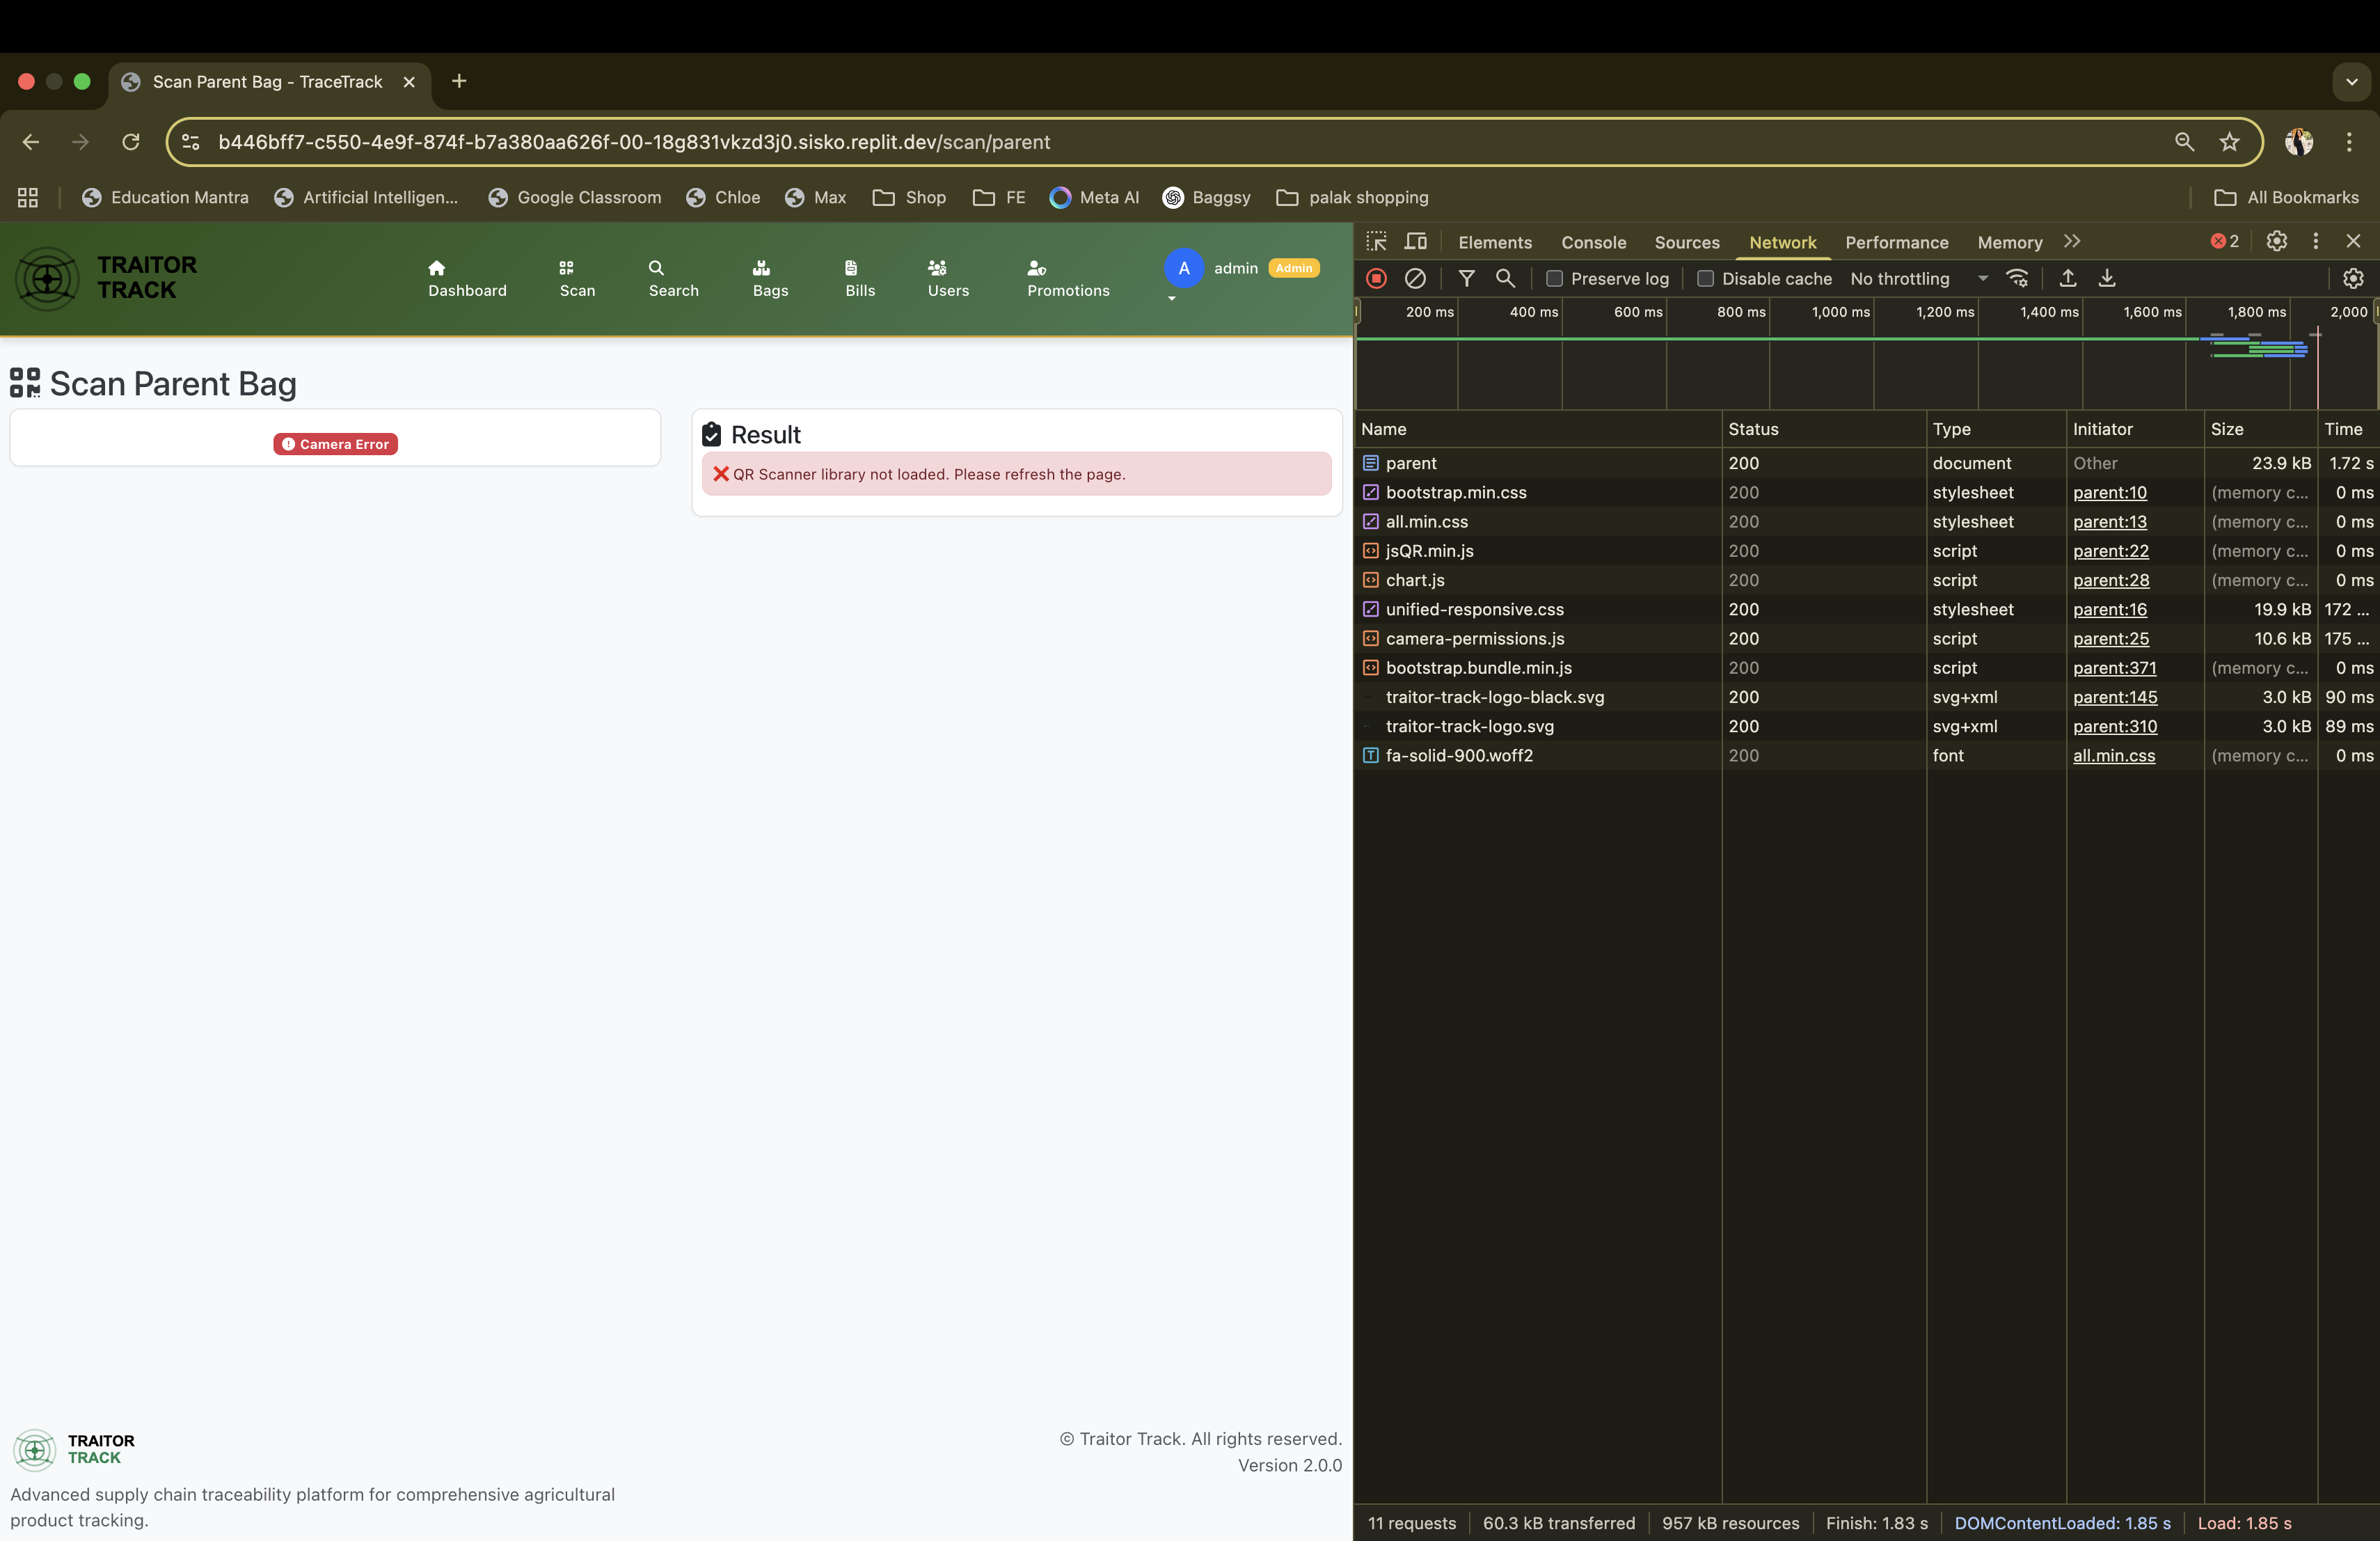 Scan Parent Bag - TraceTrack
b446bff7-c550-4e9f-874f-b7a380aa626f-00-18g831vkzd3j0.sisko.replit.dev/scan/parent
Education Mantra Artificial Intelligen... Google Classroom Chloe Max Shop FE Meta AI Baggsy palak shopping All Bookmarks
TRAITOR
TRACK
Dashboard Scan Search Bags Bills Users Promotions A admin Admin
Scan Parent Bag
Camera Error
Result
QR Scanner library not loaded. Please refresh the page.
TRAITOR
TRACK
Advanced supply chain traceability platform for comprehensive agricultural
product tracking.
© Traitor Track. All rights reserved.
Version 2.0.0
Elements Console Sources Network Performance Memory 2
Preserve log Disable cache No throttling
200 ms 400 ms 600 ms 800 ms 1,000 ms 1,200 ms 1,400 ms 1,600 ms 1,800 ms 2,000
Name Status Type Initiator Size Time
parent 200 document Other 23.9 kB 1.72 s
bootstrap.min.css 200 stylesheet parent:10 (memory c... 0 ms
all.min.css 200 stylesheet parent:13 (memory c... 0 ms
jsQR.min.js 200 script parent:22 (memory c... 0 ms
chart.js 200 script parent:28 (memory c... 0 ms
unified-responsive.css 200 stylesheet parent:16 19.9 kB 172 ...
camera-permissions.js 200 script parent:25 10.6 kB 175 ...
bootstrap.bundle.min.js 200 script parent:371 (memory c... 0 ms
traitor-track-logo-black.svg 200 svg+xml parent:145 3.0 kB 90 ms
traitor-track-logo.svg 200 svg+xml parent:310 3.0 kB 89 ms
fa-solid-900.woff2 200 font all.min.css (memory c... 0 ms
11 requests 60.3 kB transferred 957 kB resources Finish: 1.83 s DOMContentLoaded: 1.85 s Load: 1.85 s